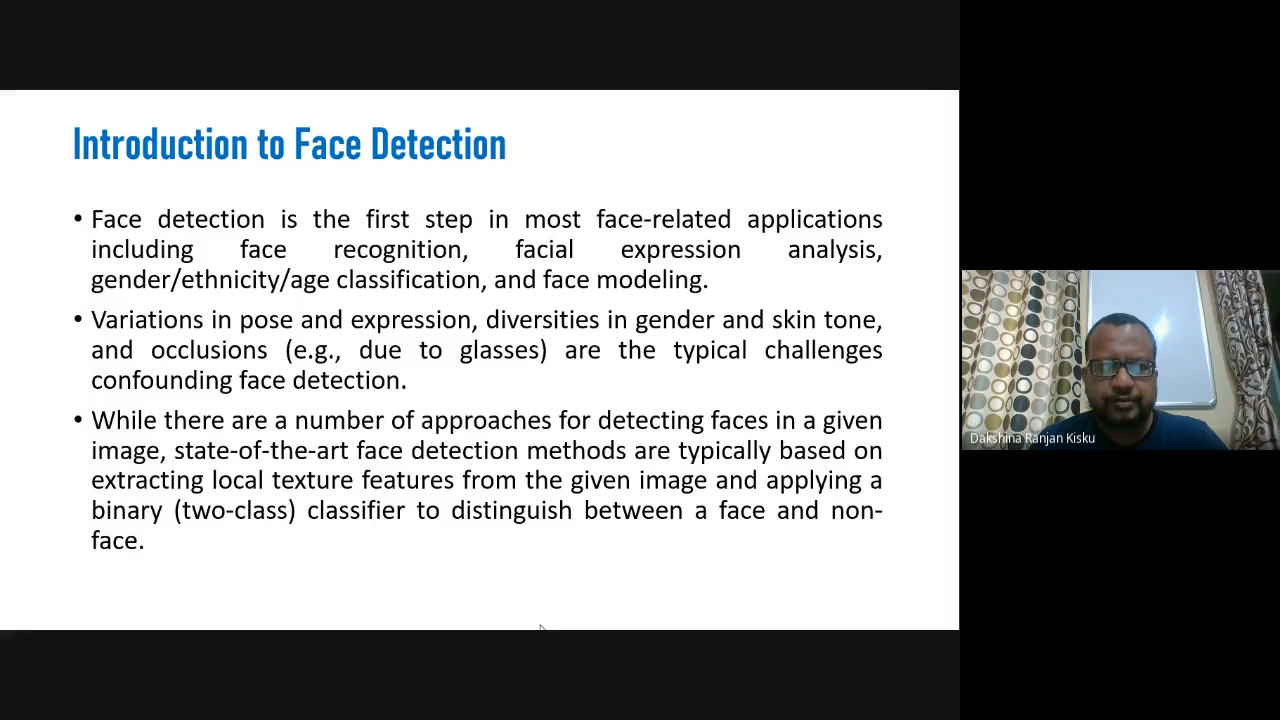 Introduction to Face Detection
• Face detection is the first step in most face-related applications
including face recognition, facial expression analysis,
gender/ethnicity/age classification, and face modeling.
• Variations in pose and expression, diversities in gender and skin tone,
and occlusions (e.g., due to glasses) are the typical challenges
confounding face detection.
• While there are a number of approaches for detecting faces in a given
image, state-of-the-art face detection methods are typically based on
extracting local texture features from the given image and applying a
binary (two-class) classifier to distinguish between a face and non-
face.
Dakshina Ranjan Kisku